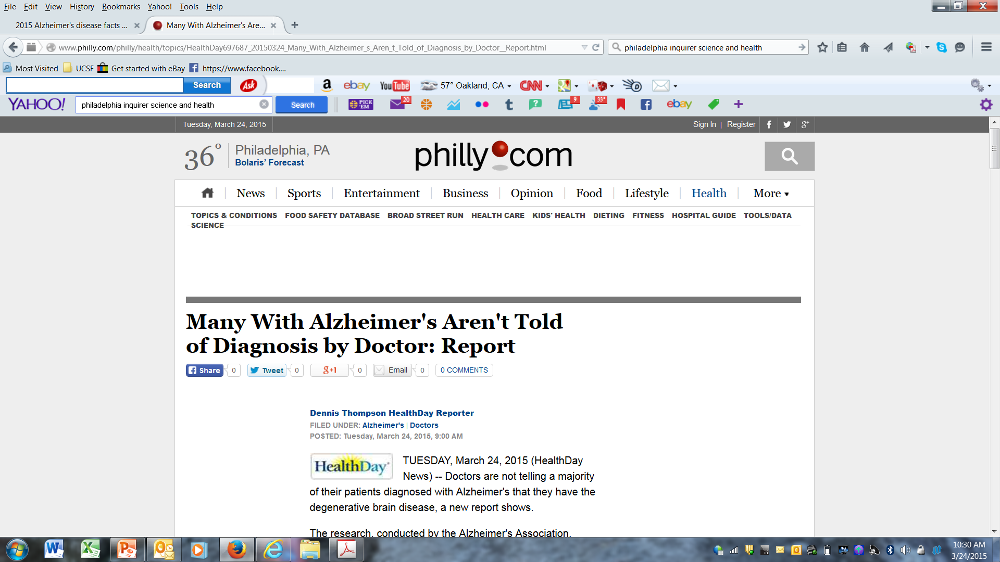 File Edit View History Bookmarks Yahoo! Tools Help
2015 Alzheimer's disease facts ... Many With Alzheimer's Are...
www.philly.com/philly/health/topics/HealthDay697687_20150324_Many_With_Alzheimer_s_Aren_t_Told_of_Diagnosis_by_Doctor__Report.html philadelphia inquirer science and health
Most Visited UCSF Get started with eBay https://www.facebook....
Search Ask a ebay YouTube 57° Oakland, CA CNN D
YAHOO! philadelphia inquirer science and health Search PICK 'EM 20 t ? 9 33° ebay
Tuesday, March 24, 2015 Sign In | Register
36° Philadelphia, PA
Bolaris' Forecast
philly.com
News Sports Entertainment Business Opinion Food Lifestyle Health More
TOPICS & CONDITIONS FOOD SAFETY DATABASE BROAD STREET RUN HEALTH CARE KIDS' HEALTH DIETING FITNESS HOSPITAL GUIDE TOOLS/DATA
SCIENCE
Many With Alzheimer's Aren't Told
of Diagnosis by Doctor: Report
Share 0 Tweet 0 g+1 0 Email 0 0 COMMENTS
Dennis Thompson HealthDay Reporter
FILED UNDER: Alzheimer's | Doctors
POSTED: Tuesday, March 24, 2015, 9:00 AM
HealthDay
TUESDAY, March 24, 2015 (HealthDay
News) -- Doctors are not telling a majority
of their patients diagnosed with Alzheimer's that they have the
degenerative brain disease, a new report shows.
The research, conducted by the Alzheimer's Association,
10:30 AM
3/24/2015